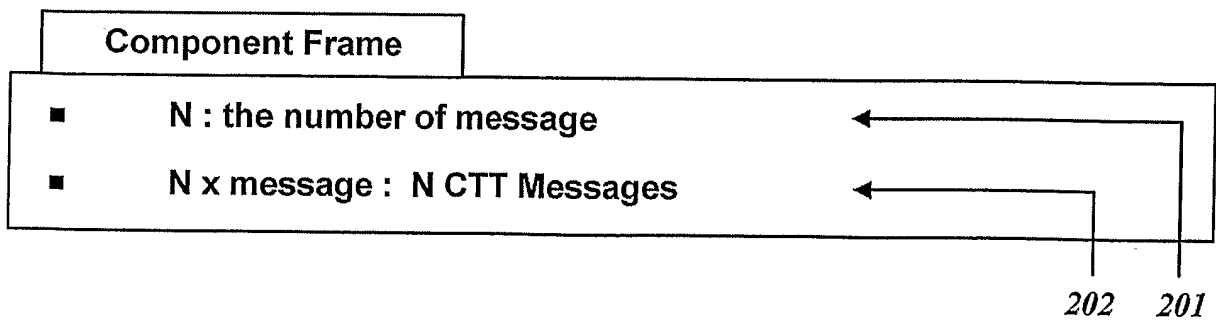 Component Frame
▪ N : the number of message
▪ N x message : N CTT Messages
202 201